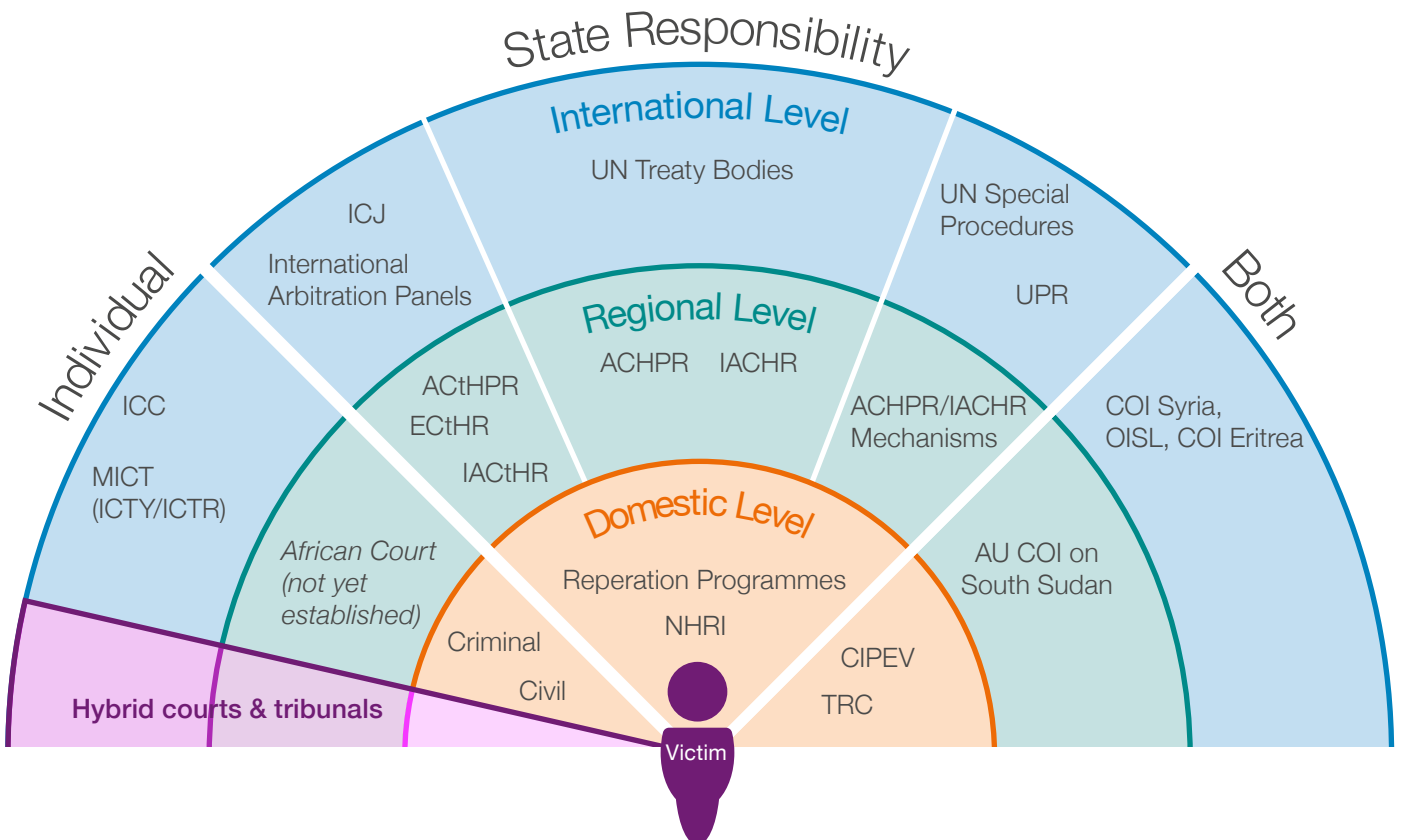 State Responsibility
International Level
UN Treaty Bodies
ICJ
International
Arbitration Panels
UN Special
Procedures
UPR
Individual
Both
Regional Level
ACHPR IACHR
ACtHPR
ECtHR
IACtHR
ACHPR/IACHR
Mechanisms
ICC
MICT
(ICTY/ICTR)
COI Syria,
OISL, COI Eritrea
African Court
(not yet
established)
AU COI on
South Sudan
Domestic Level
Reperation Programmes
NHRI
Criminal
Civil
CIPEV
TRC
Hybrid courts & tribunals
Victim